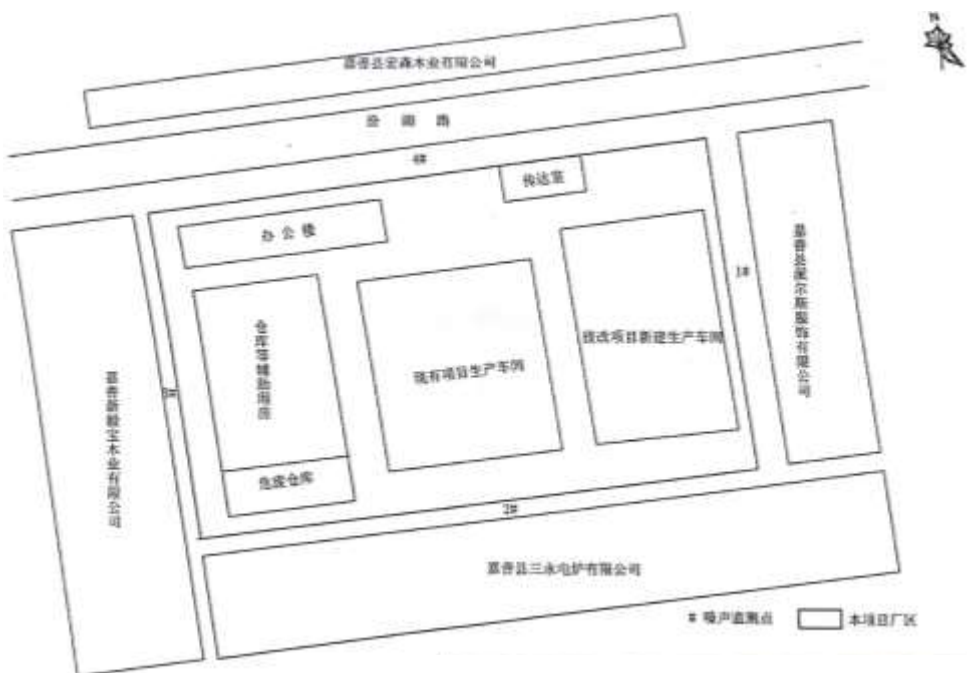 N
嘉善县宏森木业有限公司
汾湖路
4#
传达室
办公楼
1#
仓库等辅助用房
现有项目生产车间
技改项目新建生产车间
3#
危废仓库
2#
嘉善县三永电炉有限公司
# 噪声监测点
本项目厂区